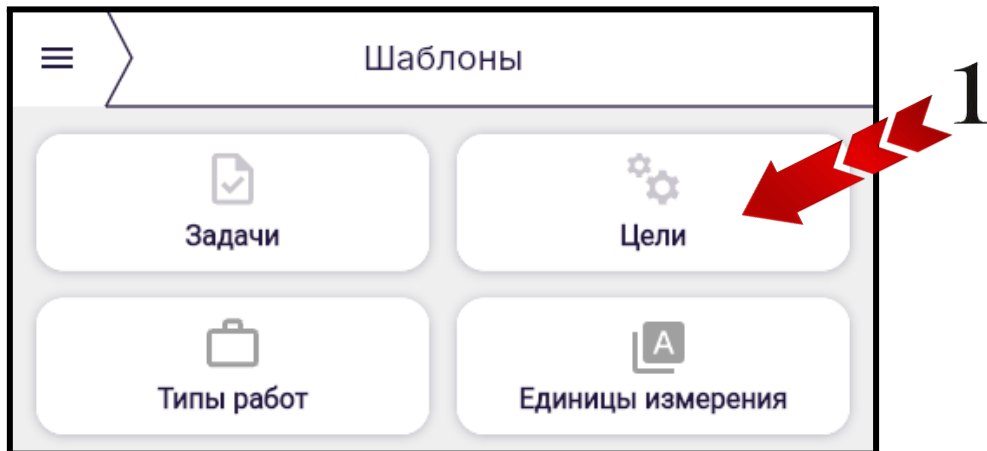 Шаблоны
1
Задачи
Цели
Типы работ
A
Единицы измерения